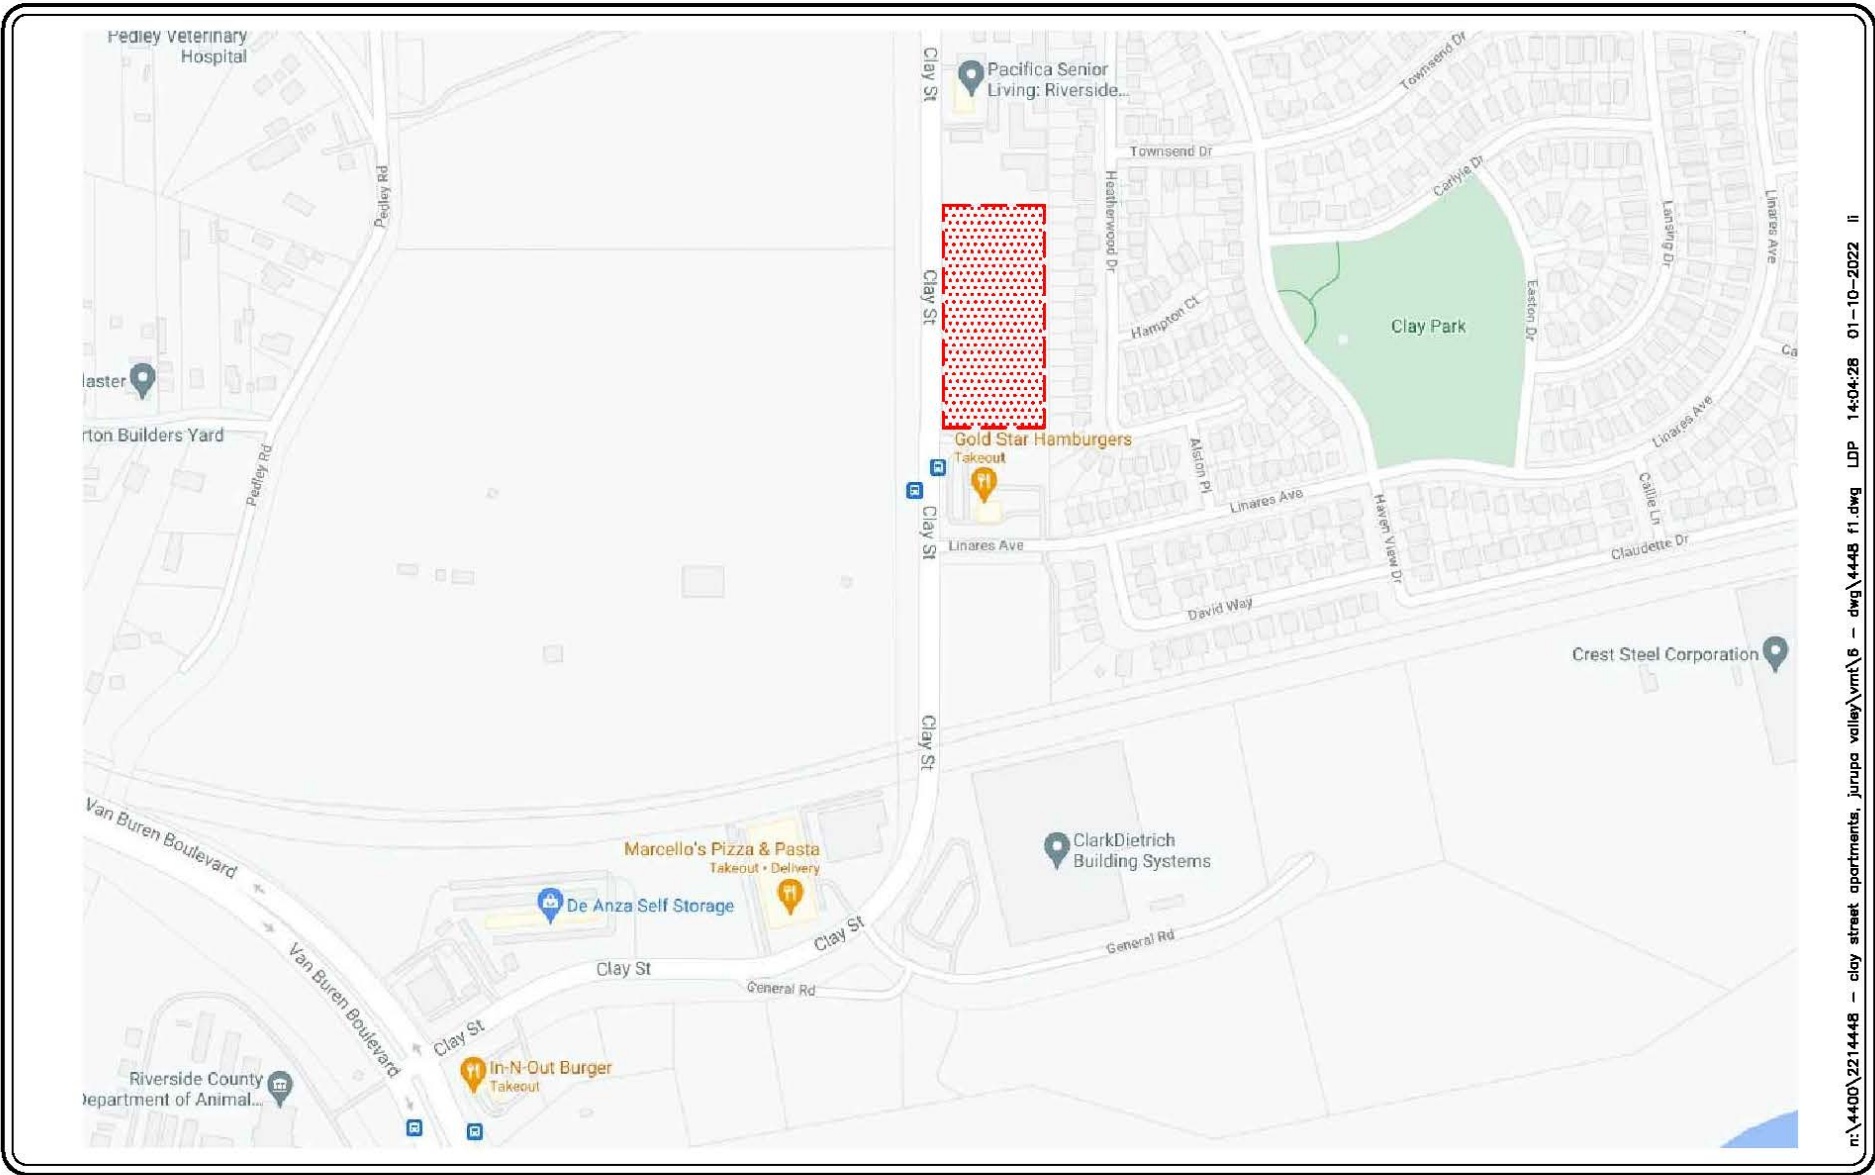 Pedley Veterinary
Hospital
Clay St
Pacifica Senior
Living: Riverside...
Townsend Dr
Townsend Dr
Carlyle Dr
Pedley Rd
Heatherwood Dr
Lansing Dr
Linares Ave
Clay St
Hampton Ct
Easton Dr
Clay Park
Ca
laster
rton Builders Yard
Pedley Rd
Gold Star Hamburgers
Takeout
Alston Pl
Linares Ave
Linares Ave
Callie Ln
Haven View Dr
Clay St
Linares Ave
Claudette Dr
David Way
Crest Steel Corporation
Clay St
Van Buren Boulevard
Marcello's Pizza & Pasta
Takeout • Delivery
ClarkDietrich
Building Systems
De Anza Self Storage
Clay St
General Rd
Clay St
General Rd
Van Buren Boulevard
Clay St
In-N-Out Burger
Takeout
Riverside County
Department of Animal...
n:\4400\2214448 - clay street apartments, jurupa valley\vmt\6 - dwg\4448 f1.dwg LDP 14:04:28 01-10-2022 li